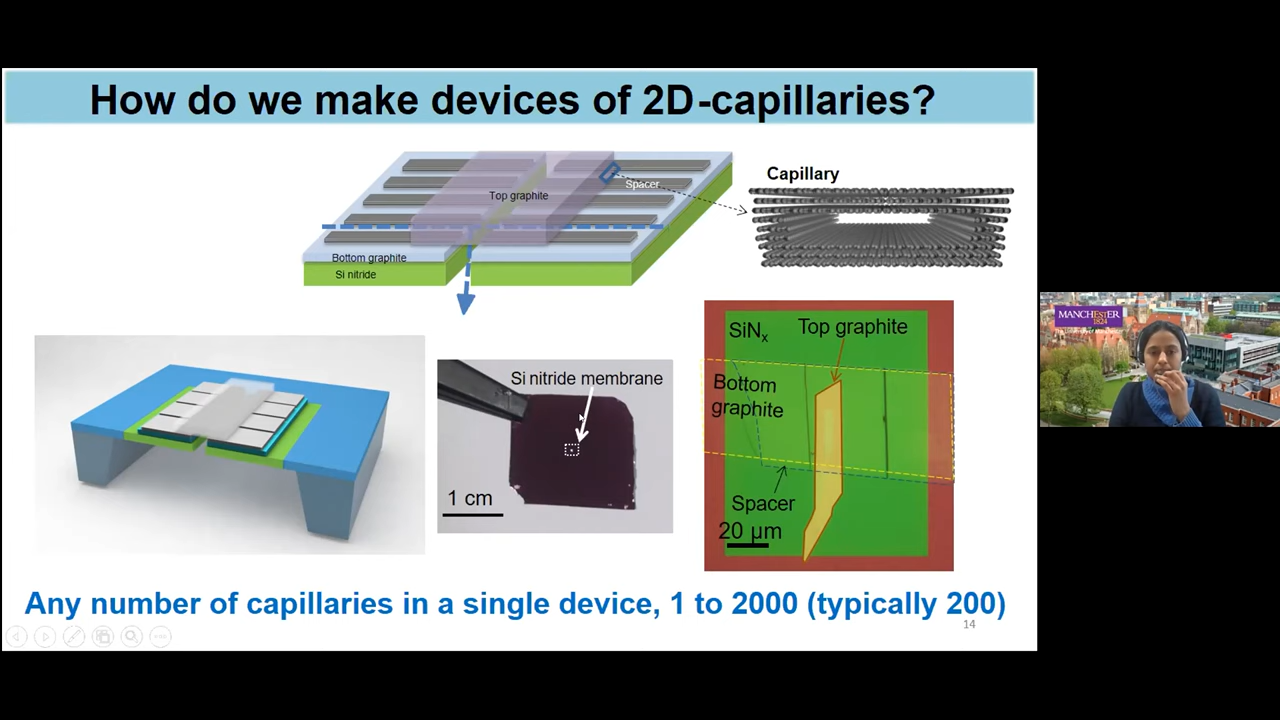 How do we make devices of 2D-capillaries?
Top graphite
Spacer
Bottom graphite
Si nitride
Capillary
Si nitride membrane
1 cm
SiNx
Top graphite
Bottom
graphite
Spacer
20 µm
Any number of capillaries in a single device, 1 to 2000 (typically 200)
14
MANCHESTER
1824